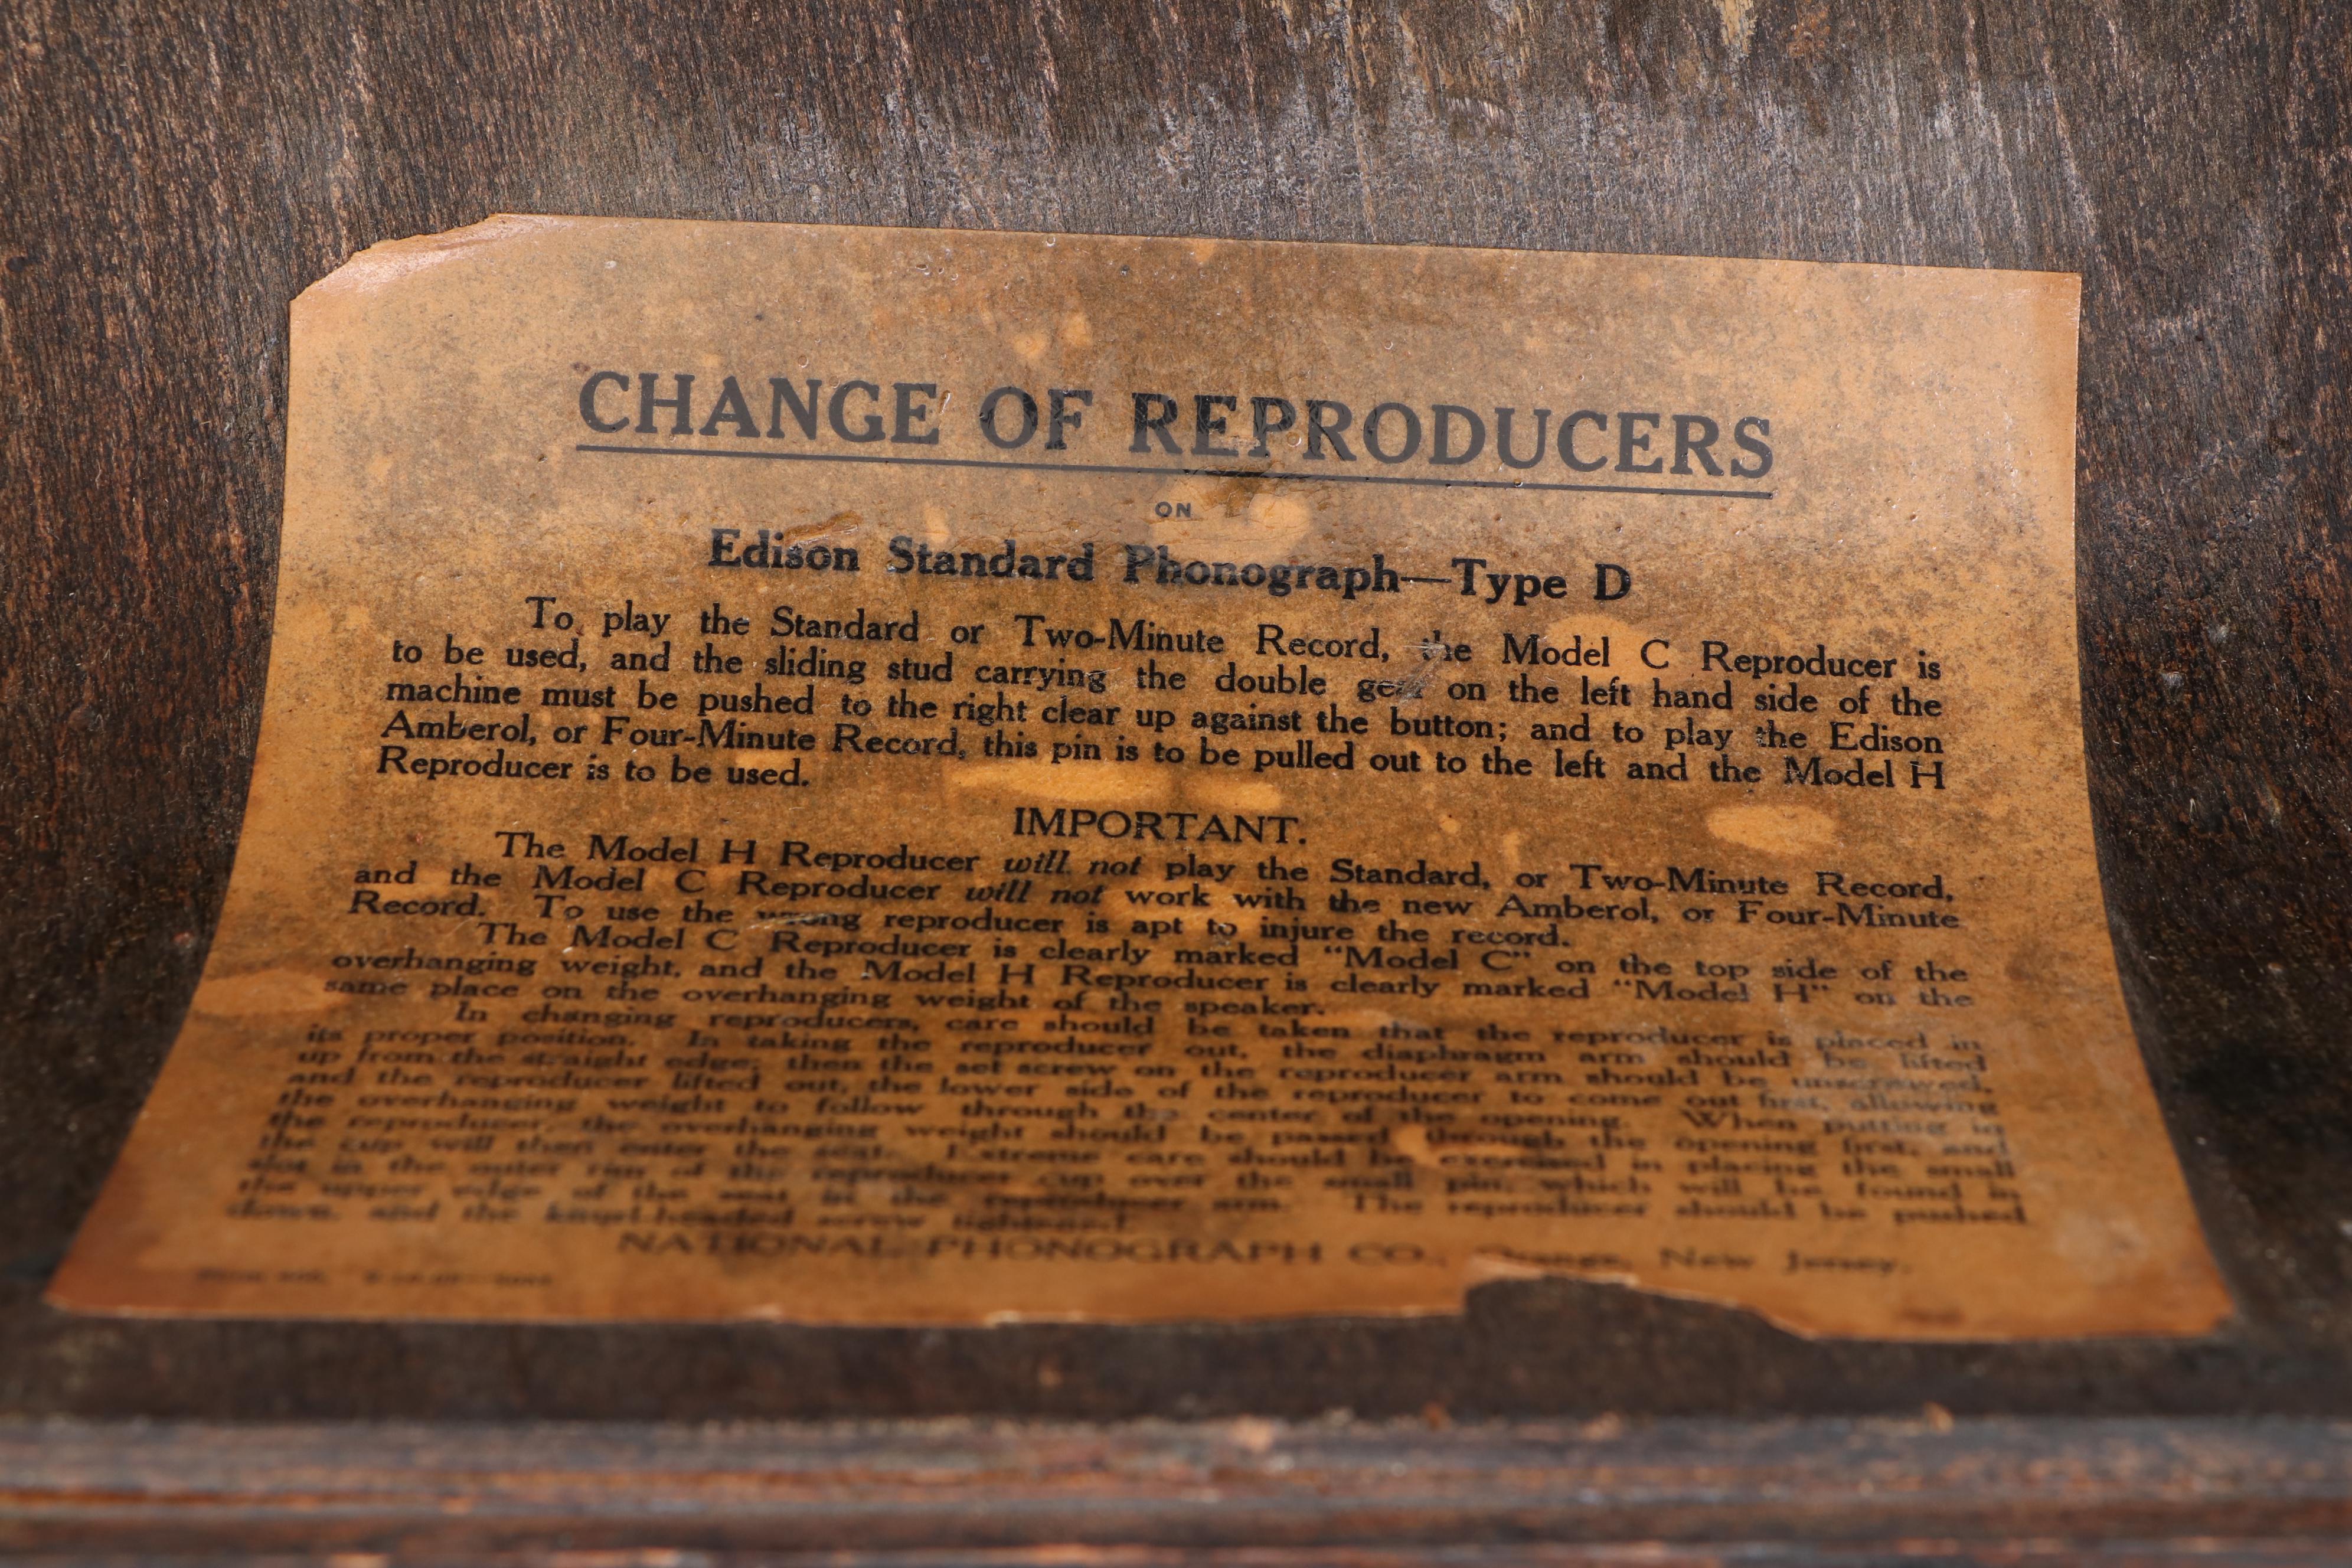 CHANGE OF REPRODUCERS
ON
Edison Standard Phonograph—Type D
To play the Standard or Two-Minute Record, the Model C Reproducer is
to be used, and the sliding stud carrying the double gear on the left hand side of the
machine must be pushed to the right clear up against the button; and to play the Edison
Amberol, or Four-Minute Record, this pin is to be pulled out to the left and the Model H
Reproducer is to be used.
IMPORTANT.
The Model H Reproducer will not play the Standard, or Two-Minute Record,
and the Model C Reproducer will not work with the new Amberol, or Four-Minute
Record. To use the wrong reproducer is apt to injure the record.
The Model C Reproducer is clearly marked "Model C" on the top side of the
overhanging weight, and the Model H Reproducer is clearly marked "Model H" on the
same place on the overhanging weight of the speaker.
In changing reproducers, care should be taken that the reproducer is placed in
its proper position. In taking the reproducer out, the diaphragm arm should be lifted
up from the straight edge; then the set screw on the reproducer arm should be unscrewed,
and the reproducer lifted out, the lower side of the reproducer to come out first, allowing
the overhanging weight to follow through the center of the opening. When putting in
the reproducer, the overhanging weight should be passed through the opening first, and
the cup will then enter the seat. Extreme care should be exercised in placing the small
slot in the outer rim of the reproducer cup over the small pin, which will be found in
the upper edge of the seat in the reproducer arm. The reproducer should be pushed
down, and the knurl-headed screw tightened.
NATIONAL PHONOGRAPH CO., Orange, New Jersey.